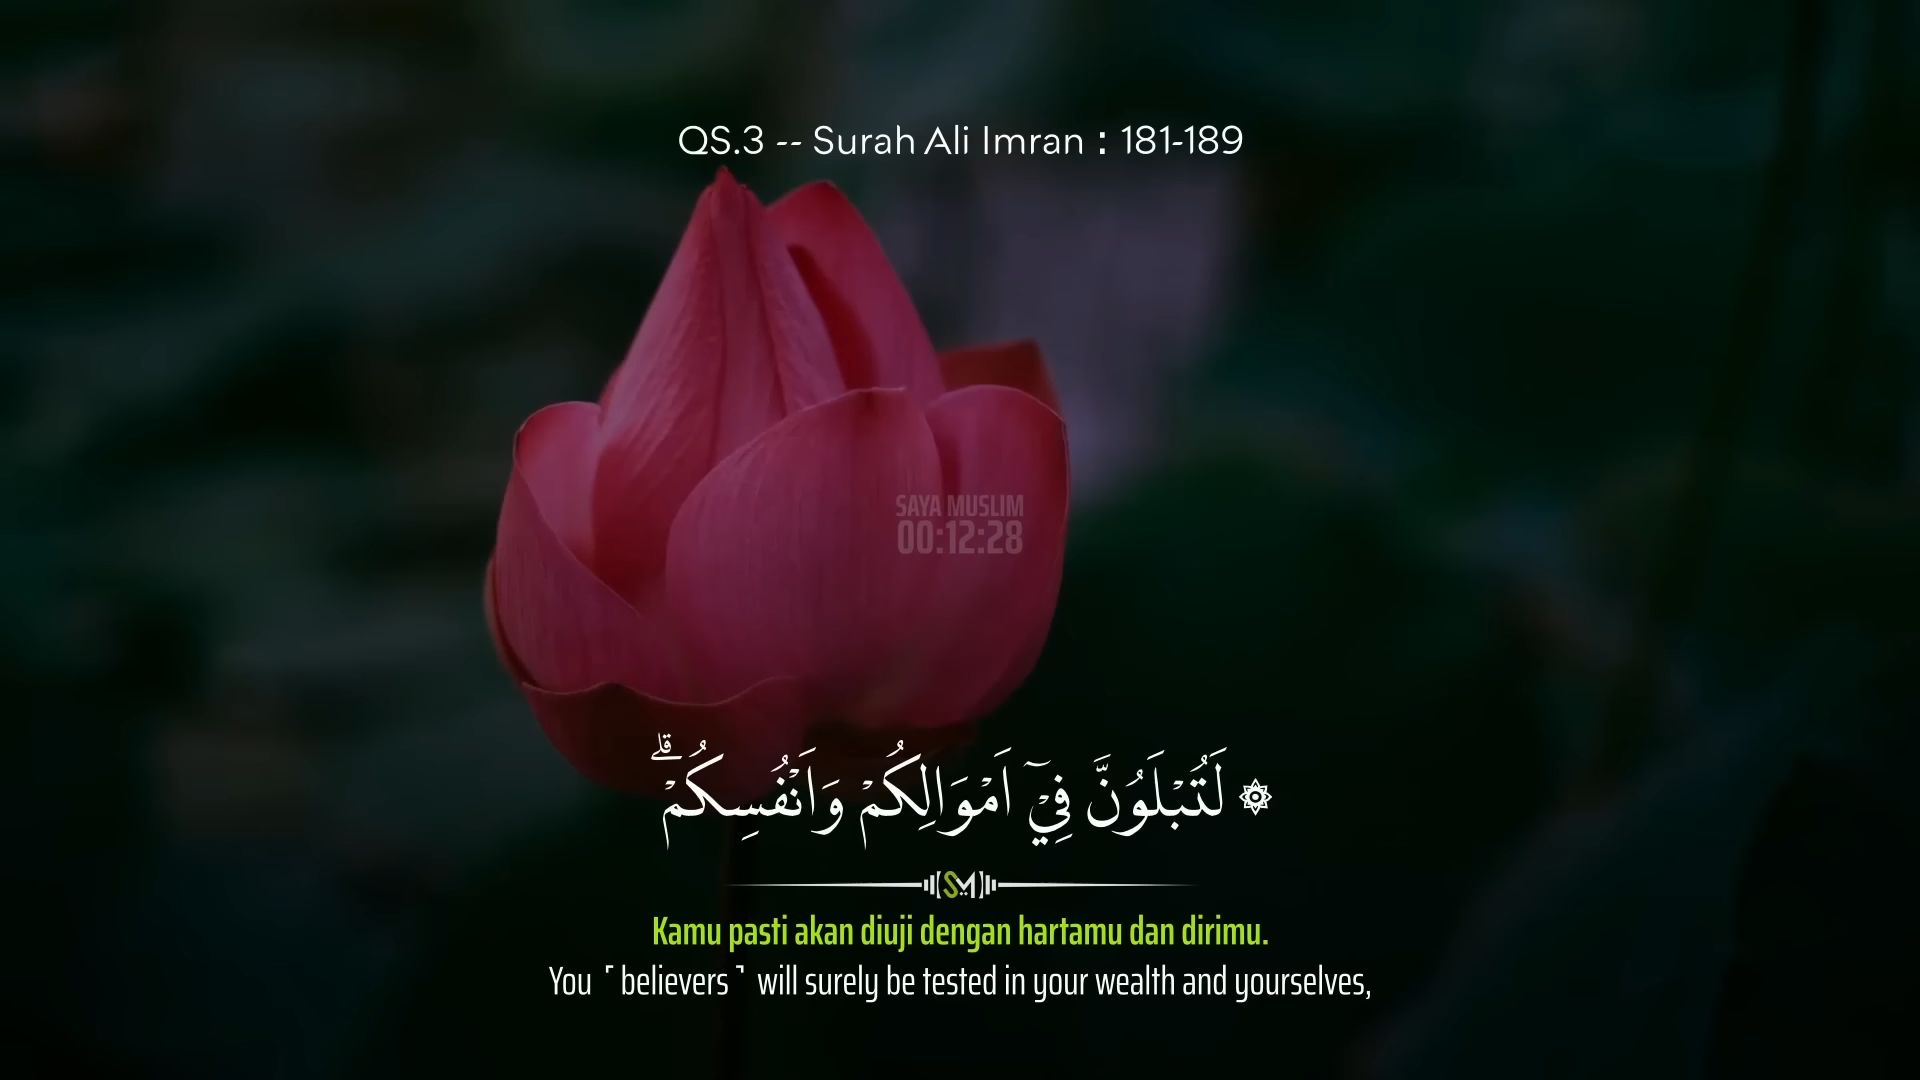 QS.3 -- Surah Ali Imran : 181-189
SAYA MUSLIM
00:12:28
۞ لَتُبْلَوُنَّ فِيْٓ اَمْوَالِكُمْ وَاَنْفُسِكُمْۗ
SM
Kamu pasti akan diuji dengan hartamu dan dirimu.
You ˹believers˺ will surely be tested in your wealth and yourselves,